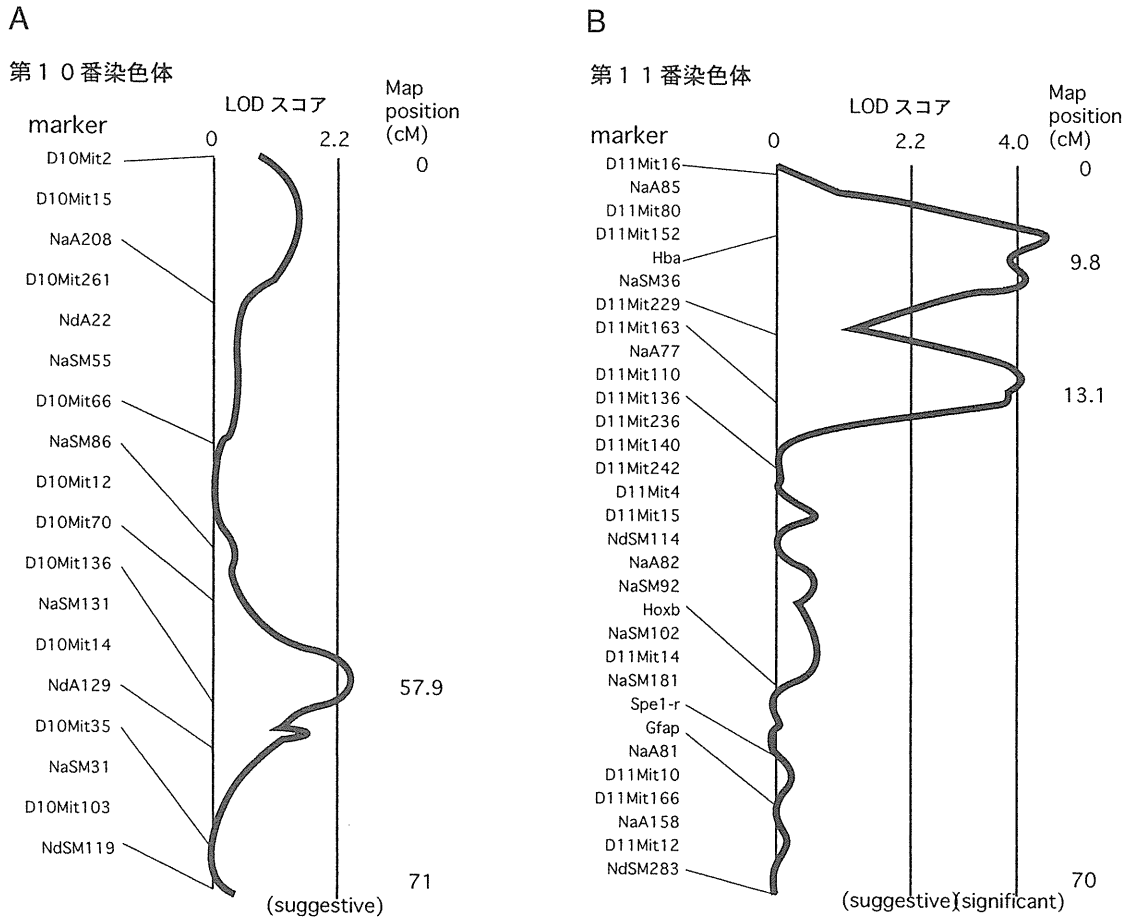 A
第10番染色体
LOD スコア
Map
position
(cM)
marker
0
2.2
D10Mit2
0
D10Mit15
NaA208
D10Mit261
NdA22
NaSM55
D10Mit66
NaSM86
D10Mit12
D10Mit70
D10Mit136
NaSM131
D10Mit14
NdA129
57.9
D10Mit35
NaSM31
D10Mit103
NdSM119
71
(suggestive)
B
第11番染色体
LOD スコア
Map
position
(cM)
marker
0
2.2
4.0
D11Mit16
0
NaA85
D11Mit80
D11Mit152
Hba
9.8
NaSM36
D11Mit229
D11Mit163
NaA77
D11Mit110
D11Mit136
13.1
D11Mit236
D11Mit140
D11Mit242
D11Mit4
D11Mit15
NdSM114
NaA82
NaSM92
Hoxb
NaSM102
D11Mit14
NaSM181
Spe1-r
Gfap
NaA81
D11Mit10
D11Mit166
NaA158
D11Mit12
NdSM283
70
(suggestive)(significant)